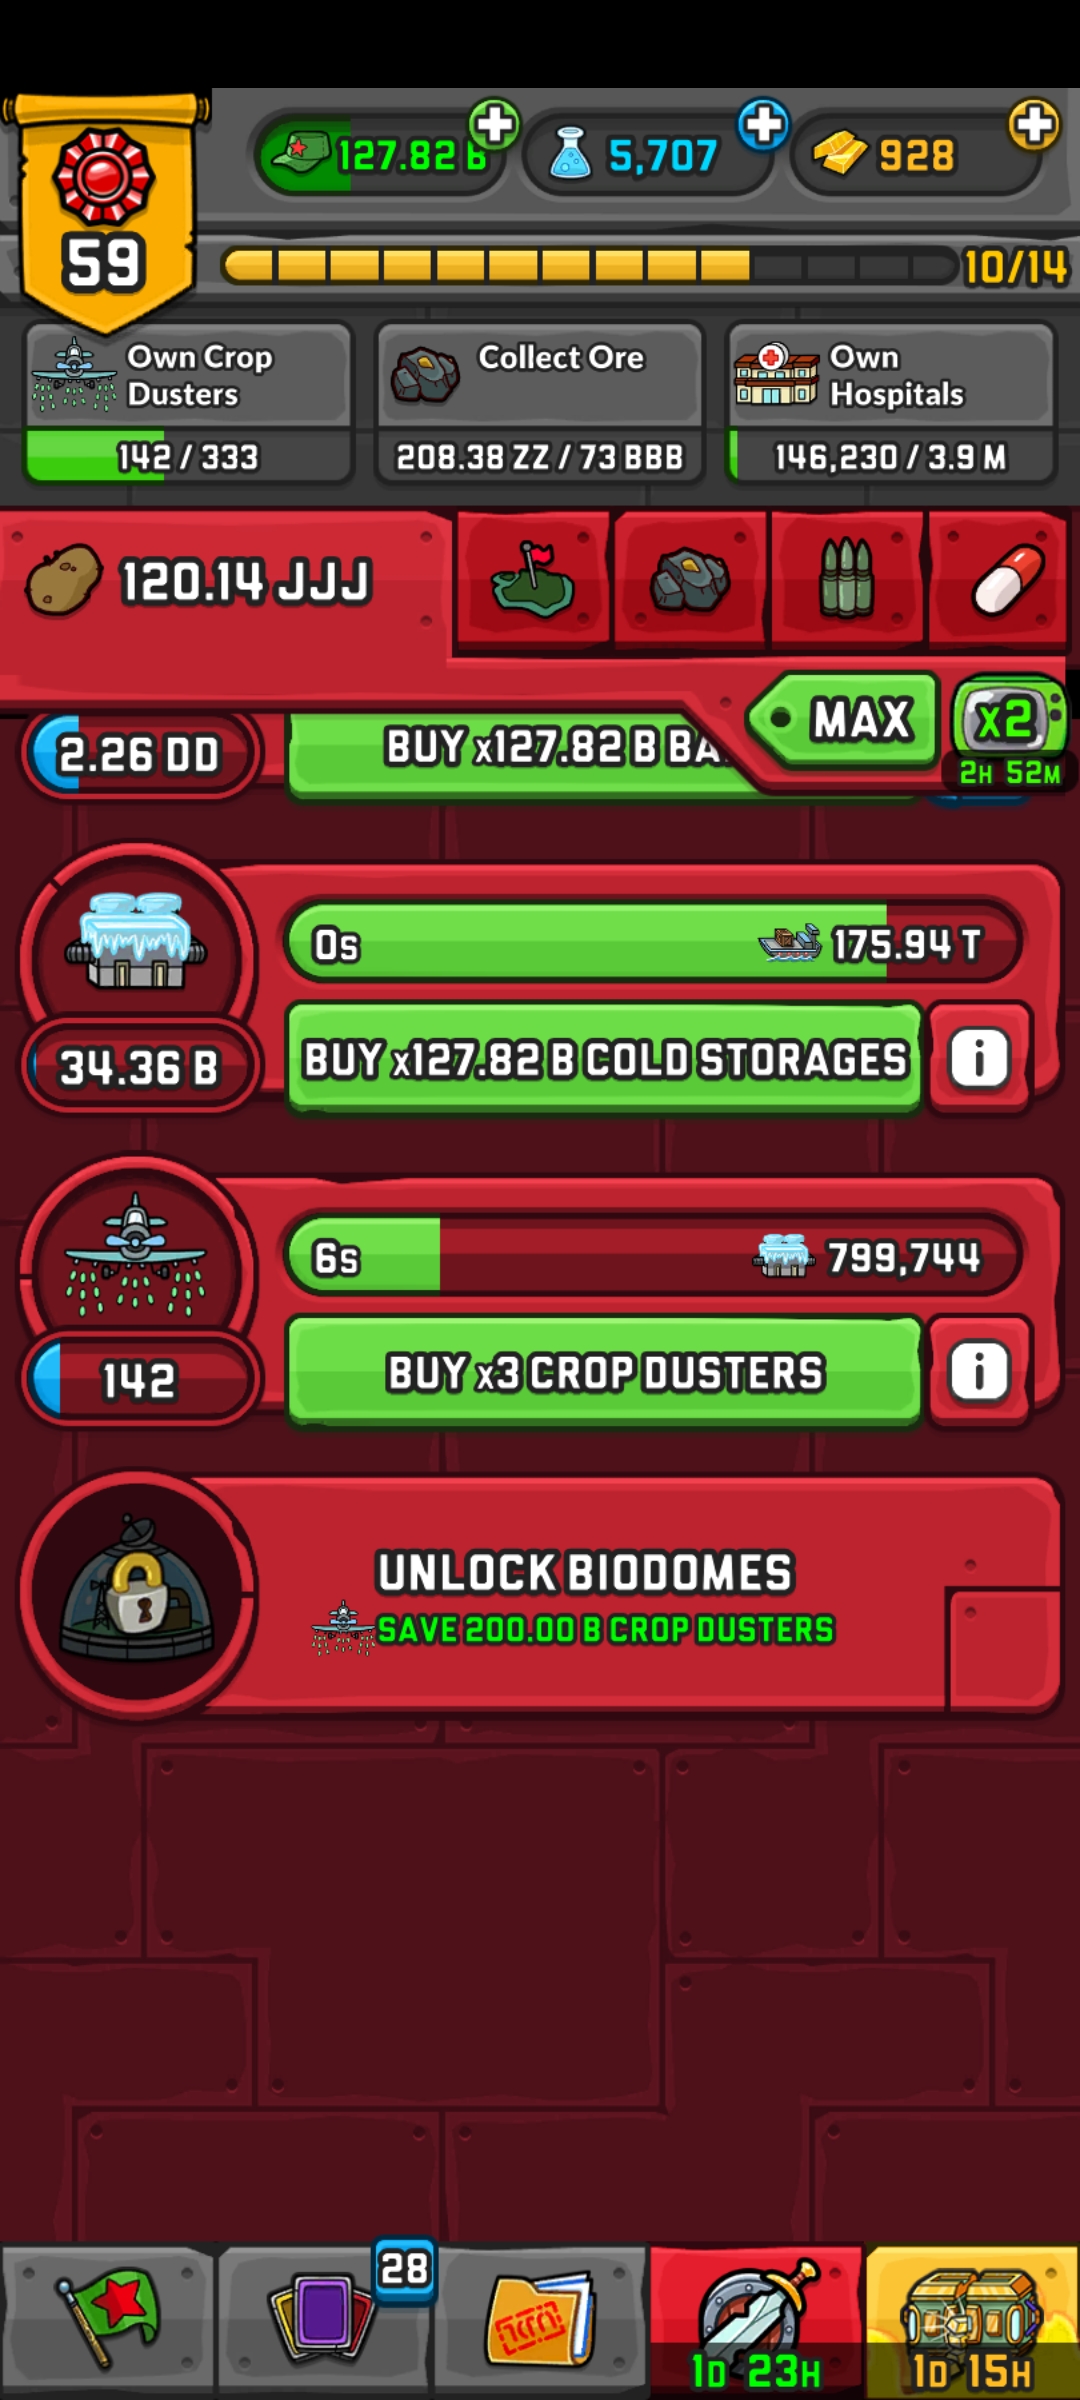 127.82 B
5,707
928
59
10/14
Own Crop
Dusters
142 / 333
Collect Ore
208.38 ZZ / 73 BBB
Own
Hospitals
146,230 / 3.9 M
120.14 JJJ
MAX
x2
2H 52M
2.26 DD
BUY x127.82 B BA
0s
175.94 T
34.36 B
BUY x127.82 B COLD STORAGES
i
6s
799,744
142
BUY x3 CROP DUSTERS
i
UNLOCK BIODOMES
SAVE 200.00 B CROP DUSTERS
28
1D 23H
1D 15H